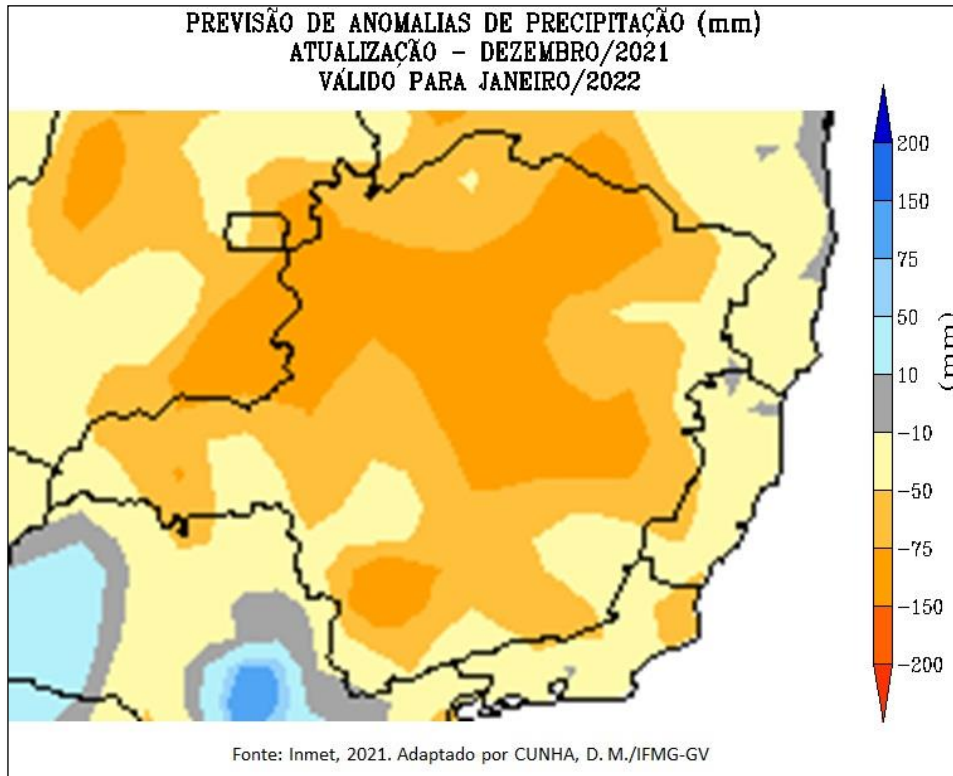 PREVISÃO DE ANOMALIAS DE PRECIPITAÇÃO (mm)
ATUALIZAÇÃO – DEZEMBRO/2021
VÁLIDO PARA JANEIRO/2022
200
150
75
50
10
-10
-50
-75
-150
-200
(mm)
Fonte: Inmet, 2021. Adaptado por CUNHA, D. M./IFMG-GV